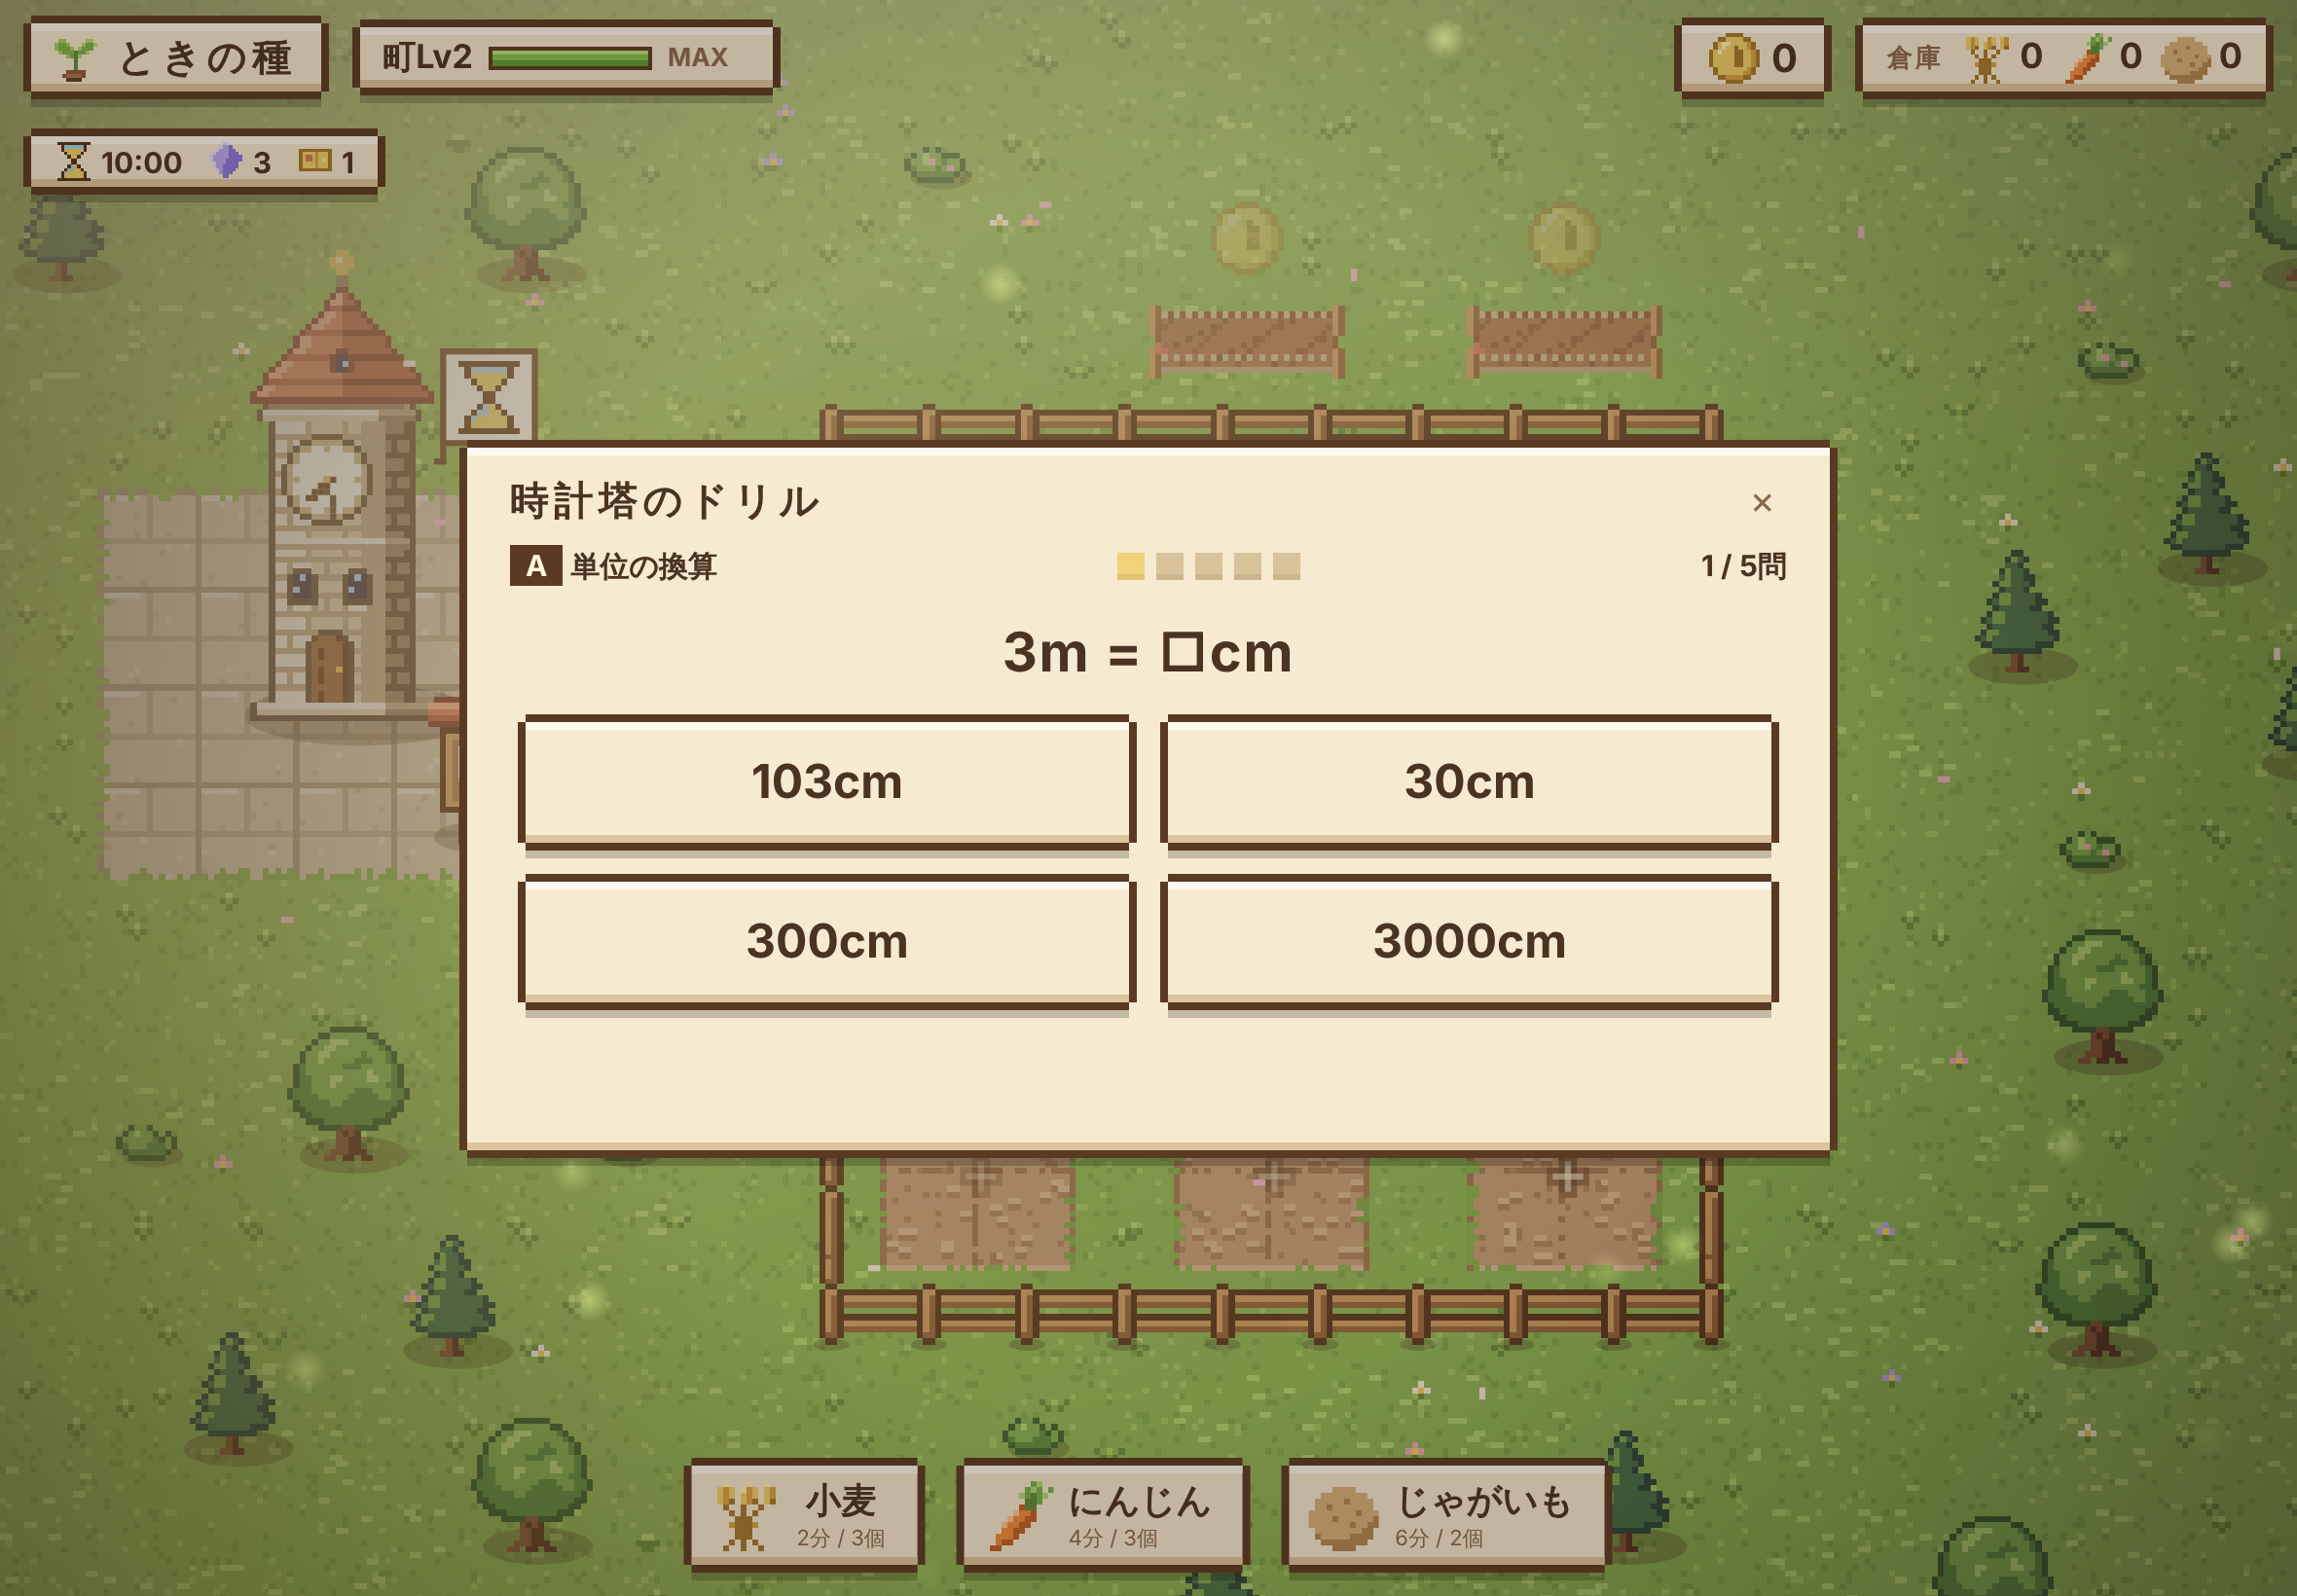 ときの種
町Lv2 MAX
0
倉庫 0 0 0
10:00 3 1
時計塔のドリル ×
A 単位の換算 1 / 5問
3m = □cm
103cm
30cm
300cm
3000cm
小麦
2分 / 3個
にんじん
4分 / 3個
じゃがいも
6分 / 2個